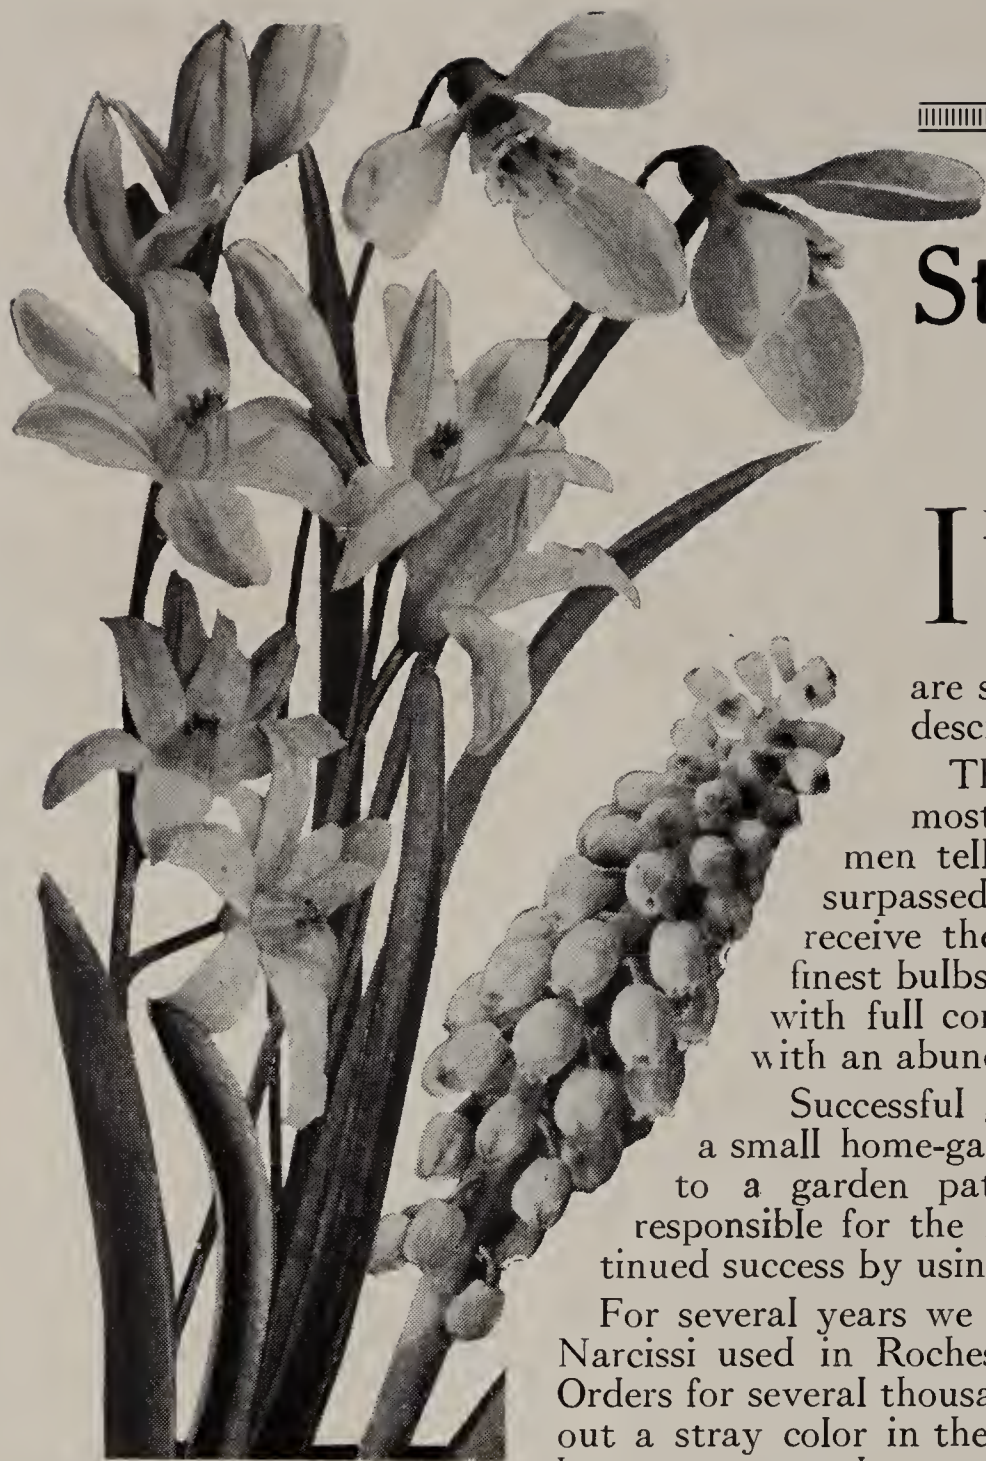 St
I
are s
desc
Th
most
men tell
surpassed
receive the
finest bulbs
with full con
with an abund
Successful
a small home-ga
to a garden pat
responsible for the
tinued success by usin
For several years we
Narcissi used in Roches
Orders for several thousa
out a stray color in the